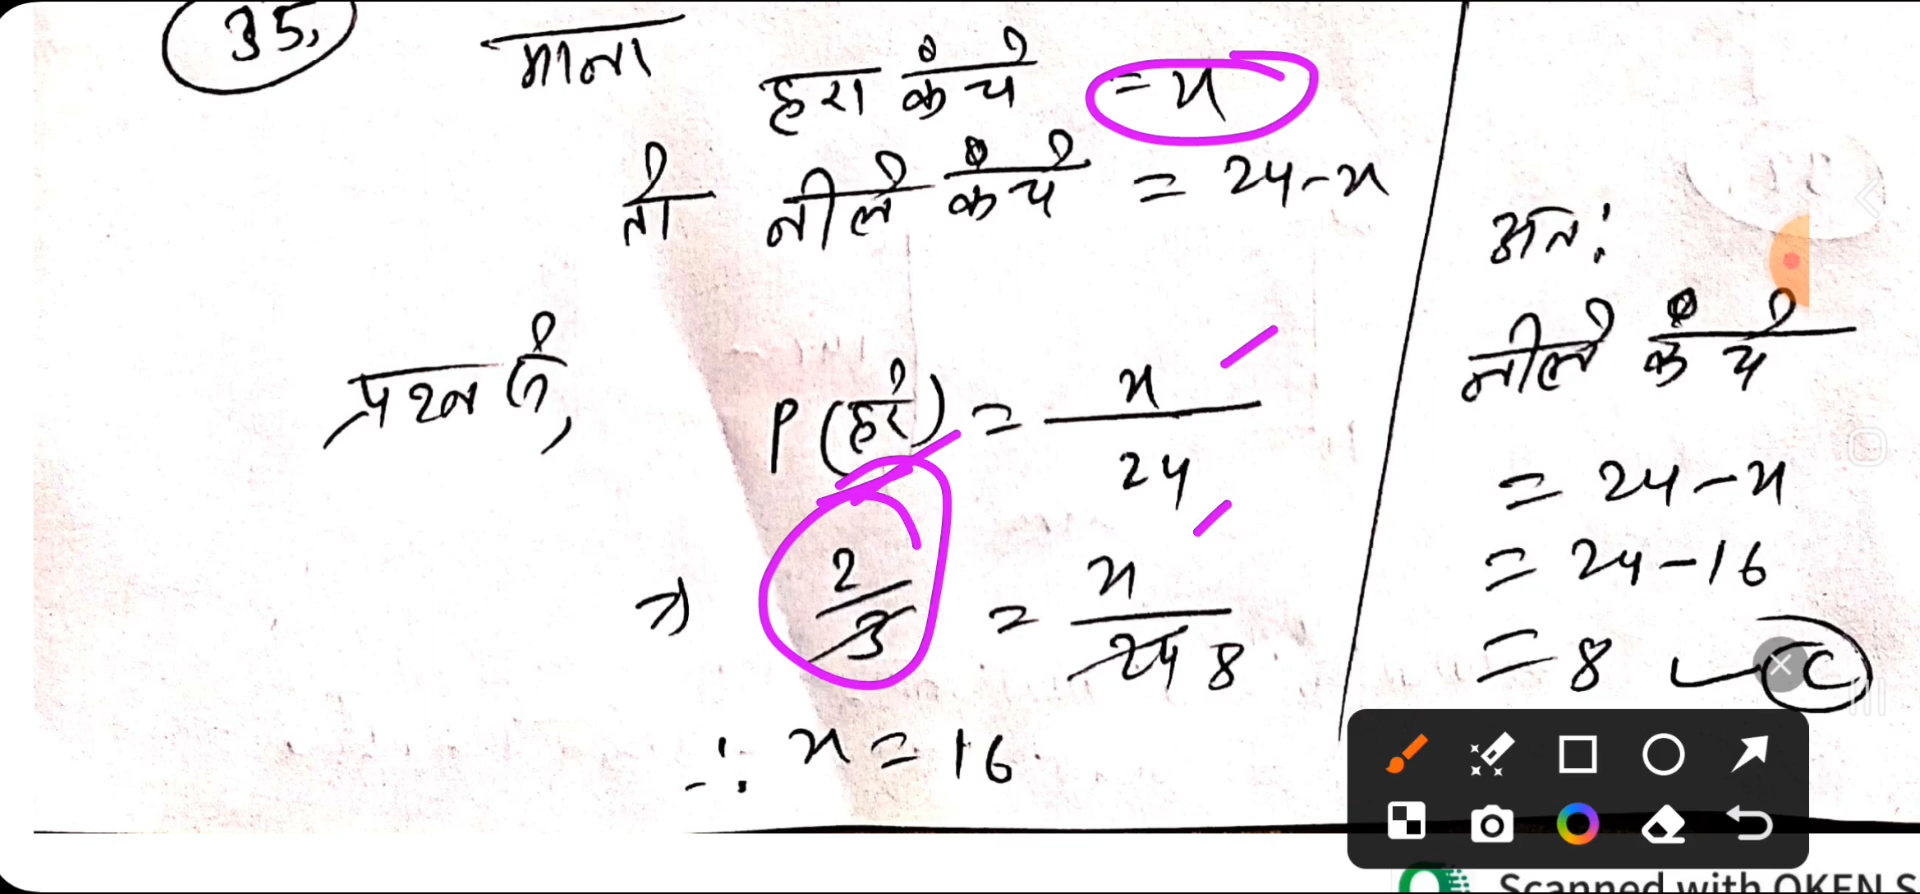 35.
माना
हरा कंचे = x
तो नीले कंचे = 24-x
प्रश्न से,
P(हरे) = x/24
⇒ 2/3 = x/24 8
∴ x = 16
अतः
नीले कंचे
= 24-x
= 24-16
= 8 C
Scanned with OKEN S